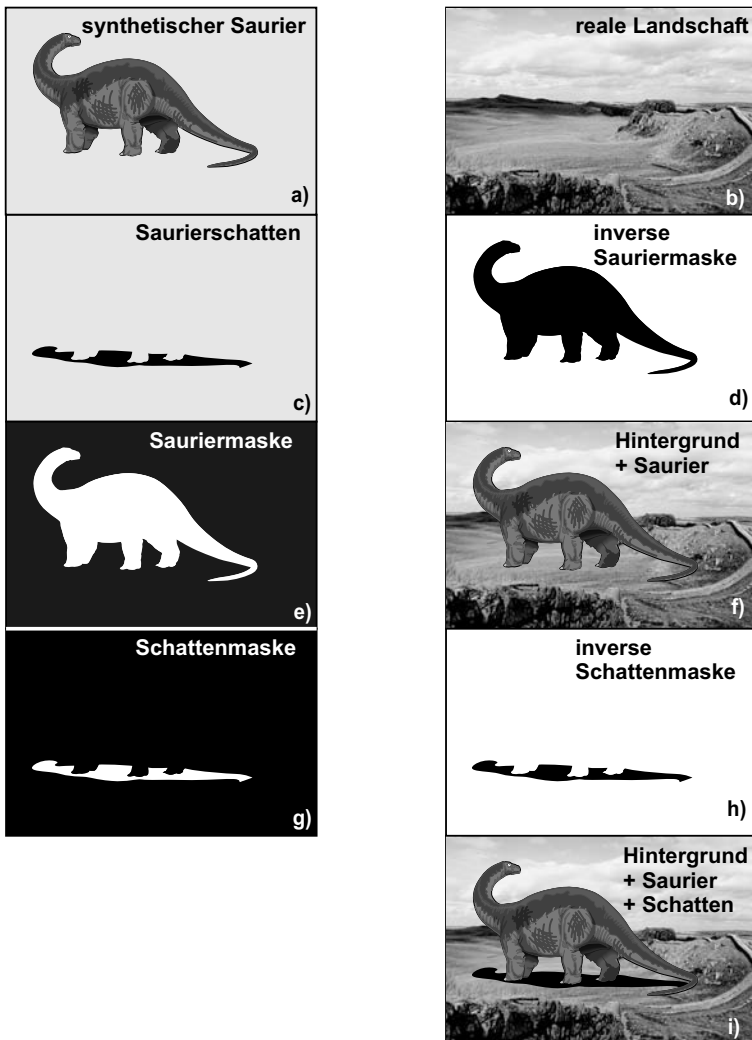 synthetischer Saurier
a)
reale Landschaft
b)
Saurierschatten
c)
inverse
Sauriermaske
d)
Sauriermaske
e)
Hintergrund
+ Saurier
f)
Schattenmaske
g)
inverse
Schattenmaske
h)
Hintergrund
+ Saurier
+ Schatten
i)